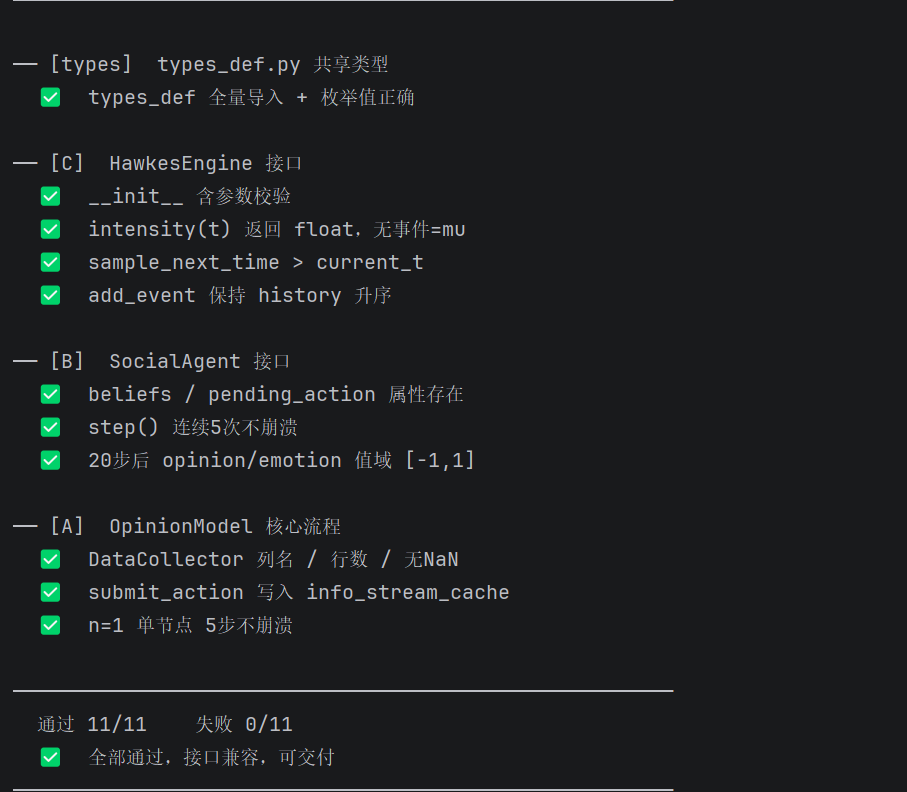 ── [types]  types_def.py 共享类型
✅ types_def 全量导入 + 枚举值正确
── [C]  HawkesEngine 接口
✅ __init__ 含参数校验
✅ intensity(t) 返回 float，无事件=mu
✅ sample_next_time > current_t
✅ add_event 保持 history 升序
── [B]  SocialAgent 接口
✅ beliefs / pending_action 属性存在
✅ step() 连续5次不崩溃
✅ 20步后 opinion/emotion 值域 [-1,1]
── [A]  OpinionModel 核心流程
✅ DataCollector 列名 / 行数 / 无NaN
✅ submit_action 写入 info_stream_cache
✅ n=1 单节点 5步不崩溃
通过 11/11    失败 0/11
✅ 全部通过，接口兼容，可交付